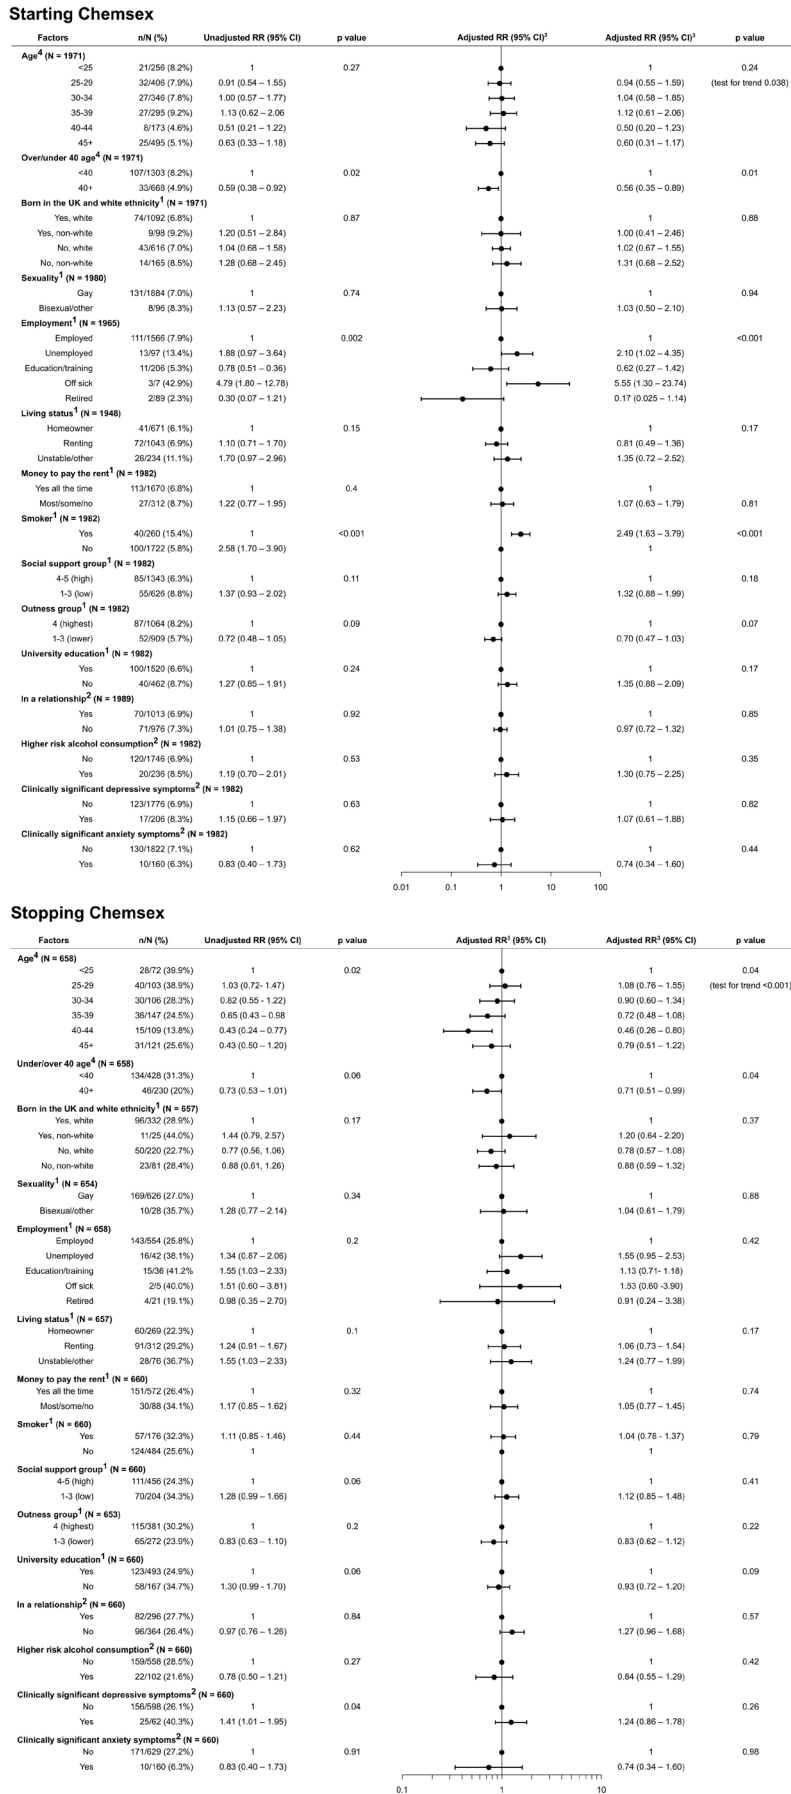 Starting Chemsex
Factors n/N (%) Unadjusted RR (95% CI) p value Adjusted RR (95% CI)3 Adjusted RR (95% CI)3 p value
Age4 (N = 1971)
<25 21/256 (8.2%) 1 0.27 1 0.24
25-29 32/406 (7.9%) 0.91 (0.54 – 1.55) 0.94 (0.55 – 1.59) (test for trend 0.038)
30-34 27/346 (7.8%) 1.00 (0.57 – 1.77) 1.04 (0.58 – 1.85)
35-39 27/295 (9.2%) 1.13 (0.62 – 2.06 1.12 (0.61 – 2.06)
40-44 8/173 (4.6%) 0.51 (0.21 – 1.22) 0.50 (0.20 – 1.23)
45+ 25/495 (5.1%) 0.63 (0.33 – 1.18) 0.60 (0.31 – 1.17)
Over/under 40 age4 (N = 1971)
<40 107/1303 (8.2%) 1 0.02 1 0.01
40+ 33/668 (4.9%) 0.59 (0.38 – 0.92) 0.56 (0.35 – 0.89)
Born in the UK and white ethnicity1 (N = 1971)
Yes, white 74/1092 (6.8%) 1 0.87 1 0.88
Yes, non-white 9/98 (9.2%) 1.20 (0.51 – 2.84) 1.00 (0.41 – 2.46)
No, white 43/616 (7.0%) 1.04 (0.68 – 1.58) 1.02 (0.67 – 1.55)
No, non-white 14/165 (8.5%) 1.28 (0.68 – 2.45) 1.31 (0.68 – 2.52)
Sexuality1 (N = 1980)
Gay 131/1884 (7.0%) 1 0.74 1 0.94
Bisexual/other 8/96 (8.3%) 1.13 (0.57 – 2.23) 1.03 (0.50 – 2.10)
Employment1 (N = 1965)
Employed 111/1566 (7.9%) 1 0.002 1 <0.001
Unemployed 13/97 (13.4%) 1.88 (0.97 – 3.64) 2.10 (1.02 – 4.35)
Education/training 11/206 (5.3%) 0.78 (0.51 – 0.36) 0.62 (0.27 – 1.42)
Off sick 3/7 (42.9%) 4.79 (1.80 – 12.78) 5.55 (1.30 – 23.74)
Retired 2/89 (2.3%) 0.30 (0.07 – 1.21) 0.17 (0.025 – 1.14)
Living status1 (N = 1948)
Homeowner 41/671 (6.1%) 1 0.15 1 0.17
Renting 72/1043 (6.9%) 1.10 (0.71 – 1.70) 0.81 (0.49 – 1.36)
Unstable/other 26/234 (11.1%) 1.70 (0.97 – 2.96) 1.35 (0.72 – 2.52)
Money to pay the rent1 (N = 1982)
Yes all the time 113/1670 (6.8%) 1 0.4 1
Most/some/no 27/312 (8.7%) 1.22 (0.77 – 1.95) 1.07 (0.63 – 1.79) 0.81
Smoker1 (N = 1982)
Yes 40/260 (15.4%) 1 <0.001 2.49 (1.63 – 3.79) <0.001
No 100/1722 (5.8%) 2.58 (1.70 – 3.90) 1
Social support group1 (N = 1982)
4-5 (high) 85/1343 (6.3%) 1 0.11 1 0.18
1-3 (low) 55/626 (8.8%) 1.37 (0.93 – 2.02) 1.32 (0.88 – 1.99)
Outness group1 (N = 1982)
4 (highest) 87/1064 (8.2%) 1 0.09 1 0.07
1-3 (lower) 52/909 (5.7%) 0.72 (0.48 – 1.05) 0.70 (0.47 – 1.03)
University education1 (N = 1982)
Yes 100/1520 (6.6%) 1 0.24 1 0.17
No 40/462 (8.7%) 1.27 (0.85 – 1.91) 1.35 (0.88 – 2.09)
In a relationship2 (N = 1989)
Yes 70/1013 (6.9%) 1 0.92 1 0.85
No 71/976 (7.3%) 1.01 (0.75 – 1.38) 0.97 (0.72 – 1.32)
Higher risk alcohol consumption2 (N = 1982)
No 120/1746 (6.9%) 1 0.53 1 0.35
Yes 20/236 (8.5%) 1.19 (0.70 – 2.01) 1.30 (0.75 – 2.25)
Clinically significant depressive symptoms2 (N = 1982)
No 123/1776 (6.9%) 1 0.63 1 0.82
Yes 17/206 (8.3%) 1.15 (0.66 – 1.97) 1.07 (0.61 – 1.88)
Clinically significant anxiety symptoms2 (N = 1982)
No 130/1822 (7.1%) 1 0.62 1 0.44
Yes 10/160 (6.3%) 0.83 (0.40 – 1.73) 0.74 (0.34 – 1.60)
0.01 0.1 1 10 100
Stopping Chemsex
Factors n/N (%) Unadjusted RR (95% CI) p value Adjusted RR3 (95% CI) Adjusted RR3 (95% CI) p value
Age4 (N = 658)
<25 28/72 (39.9%) 1 0.02 1 0.04
25-29 40/103 (38.9%) 1.03 (0.72- 1.47) 1.08 (0.76 – 1.55) (test for trend <0.001)
30-34 30/106 (28.3%) 0.82 (0.55 - 1.22) 0.90 (0.60 – 1.34)
35-39 36/147 (24.5%) 0.65 (0.43 – 0.98 0.72 (0.48 – 1.08)
40-44 15/109 (13.8%) 0.43 (0.24 – 0.77) 0.46 (0.26 – 0.80)
45+ 31/121 (25.6%) 0.43 (0.50 – 1.20) 0.79 (0.51 – 1.22)
Under/over 40 age4 (N = 658)
<40 134/428 (31.3%) 1 0.06 1 0.04
40+ 46/230 (20%) 0.73 (0.53 – 1.01) 0.71 (0.51 – 0.99)
Born in the UK and white ethnicity1 (N = 657)
Yes, white 96/332 (28.9%) 1 0.17 1 0.37
Yes, non-white 11/25 (44.0%) 1.44 (0.79, 2.57) 1.20 (0.64 - 2.20)
No, white 50/220 (22.7%) 0.77 (0.56, 1.06) 0.78 (0.57 – 1.08)
No, non-white 23/81 (28.4%) 0.88 (0.61, 1.26) 0.88 (0.59 – 1.32)
Sexuality1 (N = 654)
Gay 169/626 (27.0%) 1 0.34 1 0.88
Bisexual/other 10/28 (35.7%) 1.28 (0.77 – 2.14) 1.04 (0.61 – 1.79)
Employment1 (N = 658)
Employed 143/554 (25.8%) 1 0.2 1 0.42
Unemployed 16/42 (38.1%) 1.34 (0.87 – 2.06) 1.55 (0.95 – 2.53)
Education/training 15/36 (41.2% 1.55 (1.03 – 2.33) 1.13 (0.71- 1.18)
Off sick 2/5 (40.0%) 1.51 (0.60 – 3.81) 1.53 (0.60 -3.90)
Retired 4/21 (19.1%) 0.98 (0.35 – 2.70) 0.91 (0.24 – 3.38)
Living status1 (N = 657)
Homeowner 60/269 (22.3%) 1 0.1 1 0.17
Renting 91/312 (29.2%) 1.24 (0.91 – 1.67) 1.06 (0.73 – 1.54)
Unstable/other 28/76 (36.7%) 1.55 (1.03 – 2.33) 1.24 (0.77 – 1.99)
Money to pay the rent1 (N = 660)
Yes all the time 151/572 (26.4%) 1 0.32 1 0.74
Most/some/no 30/88 (34.1%) 1.17 (0.85 – 1.62) 1.05 (0.77 – 1.45)
Smoker1 (N = 660)
Yes 57/176 (32.3%) 1.11 (0.85 - 1.46) 0.44 1.04 (0.78 - 1.37) 0.79
No 124/484 (25.6%) 1 1
Social support group1 (N = 660)
4-5 (high) 111/456 (24.3%) 1 0.06 1 0.41
1-3 (low) 70/204 (34.3%) 1.28 (0.99 – 1.66) 1.12 (0.85 – 1.48)
Outness group1 (N = 653)
4 (highest) 115/381 (30.2%) 1 0.2 1 0.22
1-3 (lower) 65/272 (23.9%) 0.83 (0.63 – 1.10) 0.83 (0.62 – 1.12)
University education1 (N = 660)
Yes 123/493 (24.9%) 1 0.06 1 0.09
No 58/167 (34.7%) 1.30 (0.99 - 1.70) 0.93 (0.72 – 1.20)
In a relationship2 (N = 660)
Yes 82/296 (27.7%) 1 0.84 1 0.57
No 96/364 (26.4%) 0.97 (0.76 – 1.26) 1.27 (0.96 – 1.68)
Higher risk alcohol consumption2 (N = 660)
No 159/558 (28.5%) 1 0.27 1 0.42
Yes 22/102 (21.6%) 0.78 (0.50 – 1.21) 0.84 (0.55 – 1.29)
Clinically significant depressive symptoms2 (N = 660)
No 156/598 (26.1%) 1 0.04 1 0.26
Yes 25/62 (40.3%) 1.41 (1.01 – 1.95) 1.24 (0.86 – 1.78)
Clinically significant anxiety symptoms2 (N = 660)
No 171/629 (27.2%) 1 0.91 1 0.98
Yes 10/160 (6.3%) 0.83 (0.40 – 1.73) 0.74 (0.34 – 1.60)
0.1 1 10